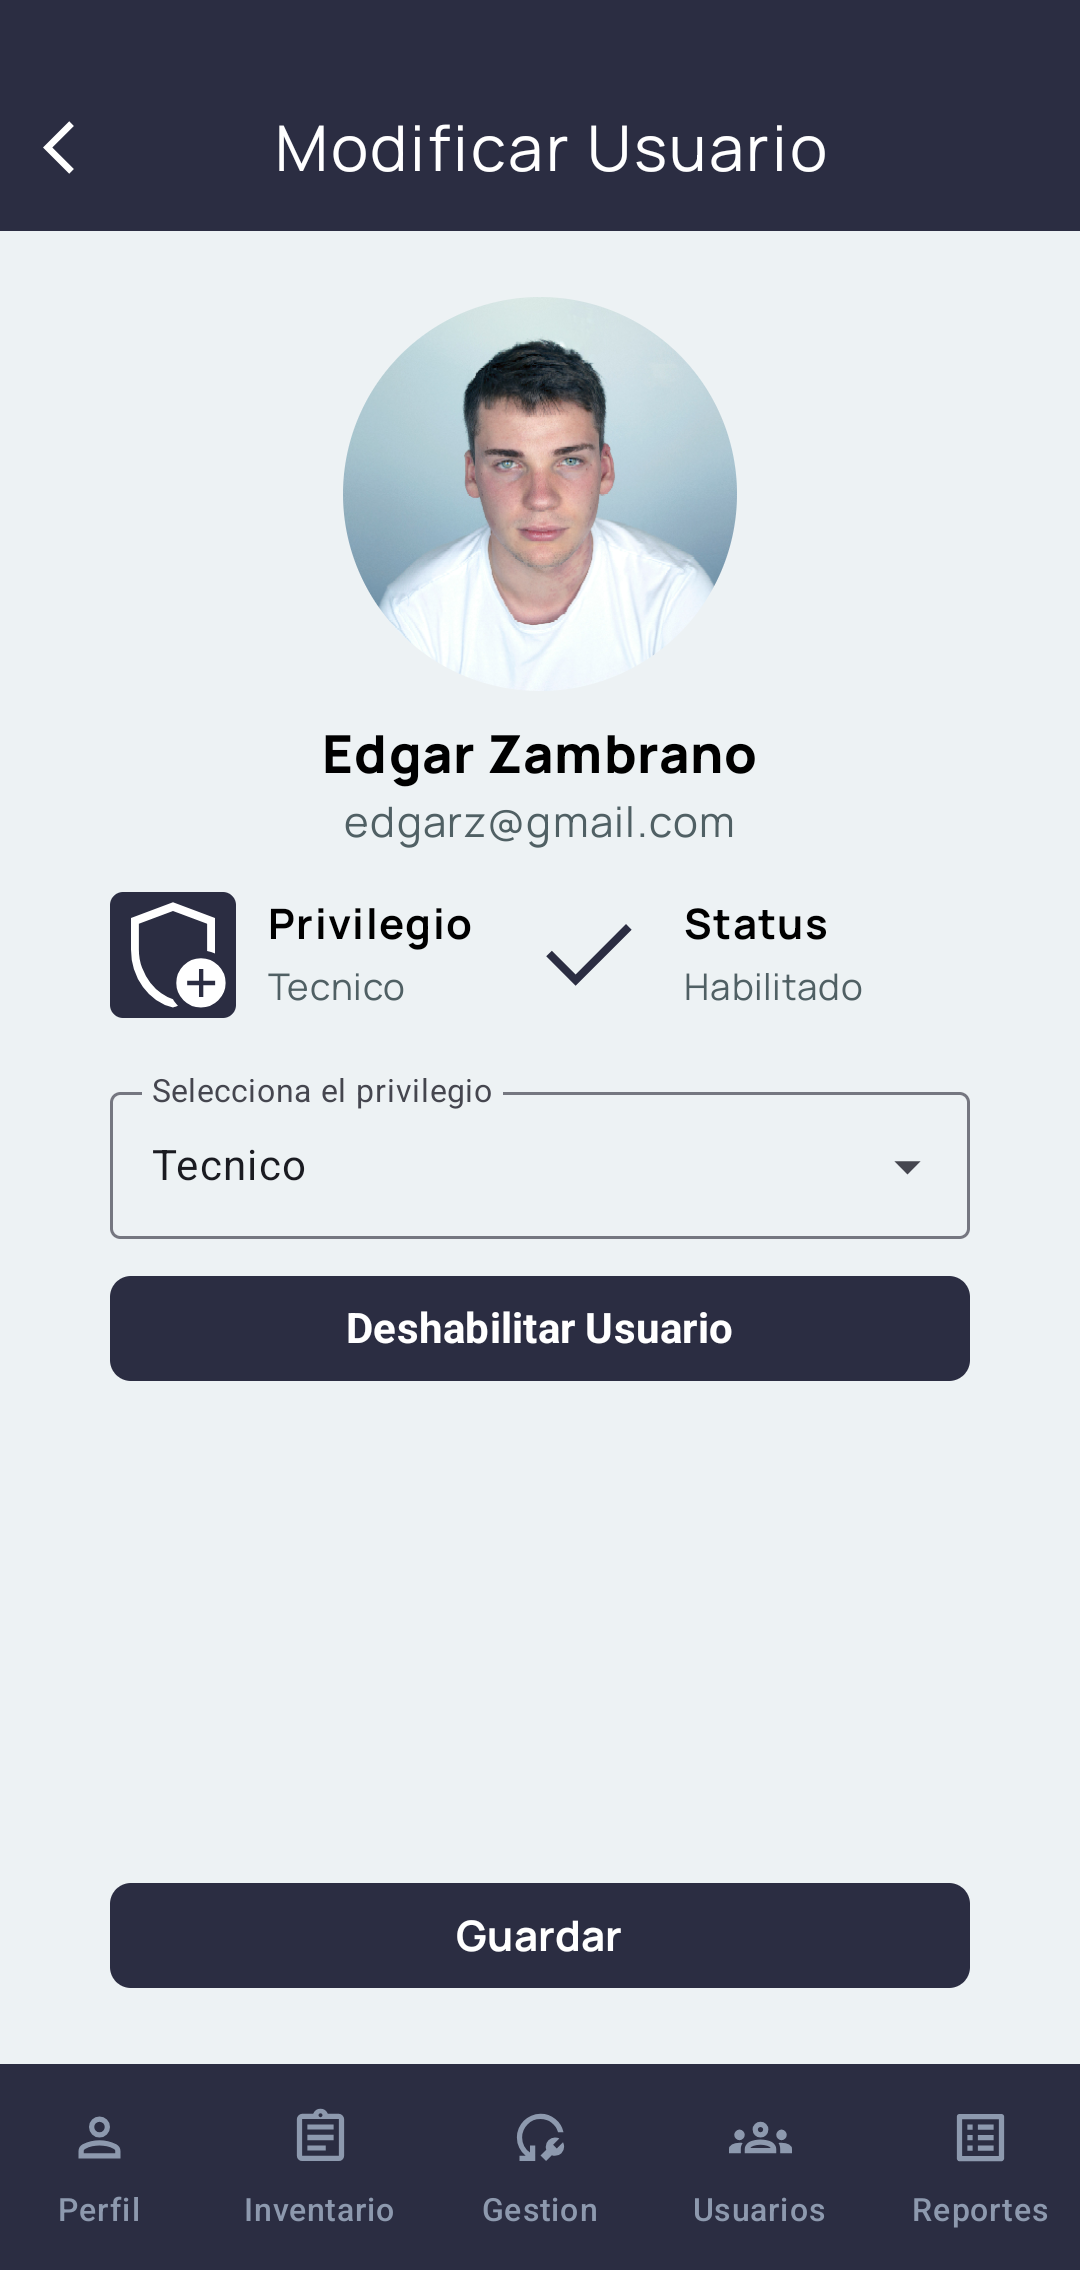 Modificar Usuario
Edgar Zambrano
edgarz@gmail.com
Privilegio
Tecnico
Status
Habilitado
Selecciona el privilegio
Tecnico
Deshabilitar Usuario
Guardar
Perfil
Inventario
Gestion
Usuarios
Reportes